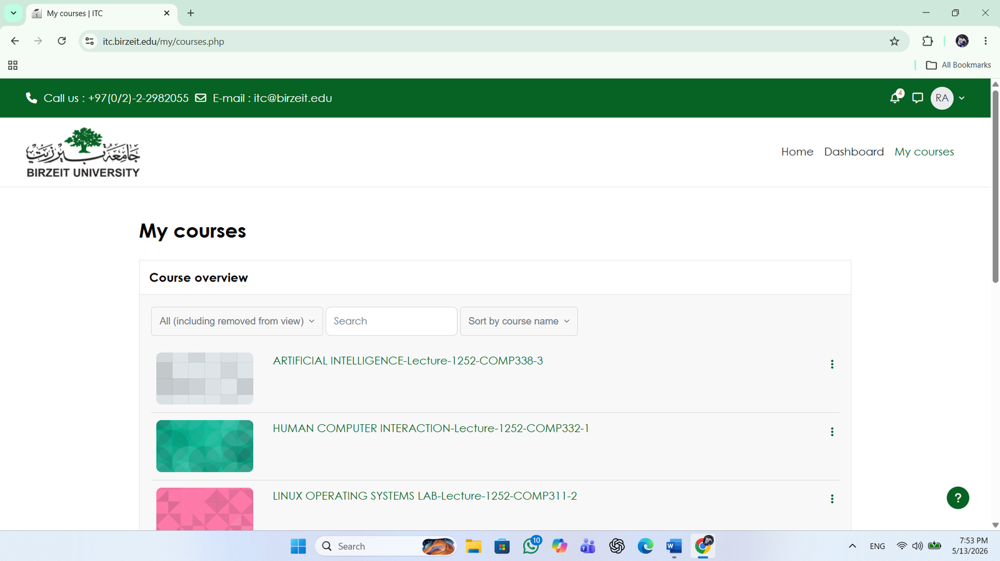 My courses | ITC
itc.birzeit.edu/my/courses.php
All Bookmarks
Call us : +97(0/2)-2-2982055 E-mail : itc@birzeit.edu
4
RA
جامعة بيرزيت
BIRZEIT UNIVERSITY
Home Dashboard My courses
My courses
Course overview
All (including removed from view) Search Sort by course name
ARTIFICIAL INTELLIGENCE-Lecture-1252-COMP338-3
HUMAN COMPUTER INTERACTION-Lecture-1252-COMP332-1
LINUX OPERATING SYSTEMS LAB-Lecture-1252-COMP311-2
?
Search
10
ENG
7:53 PM
5/13/2026